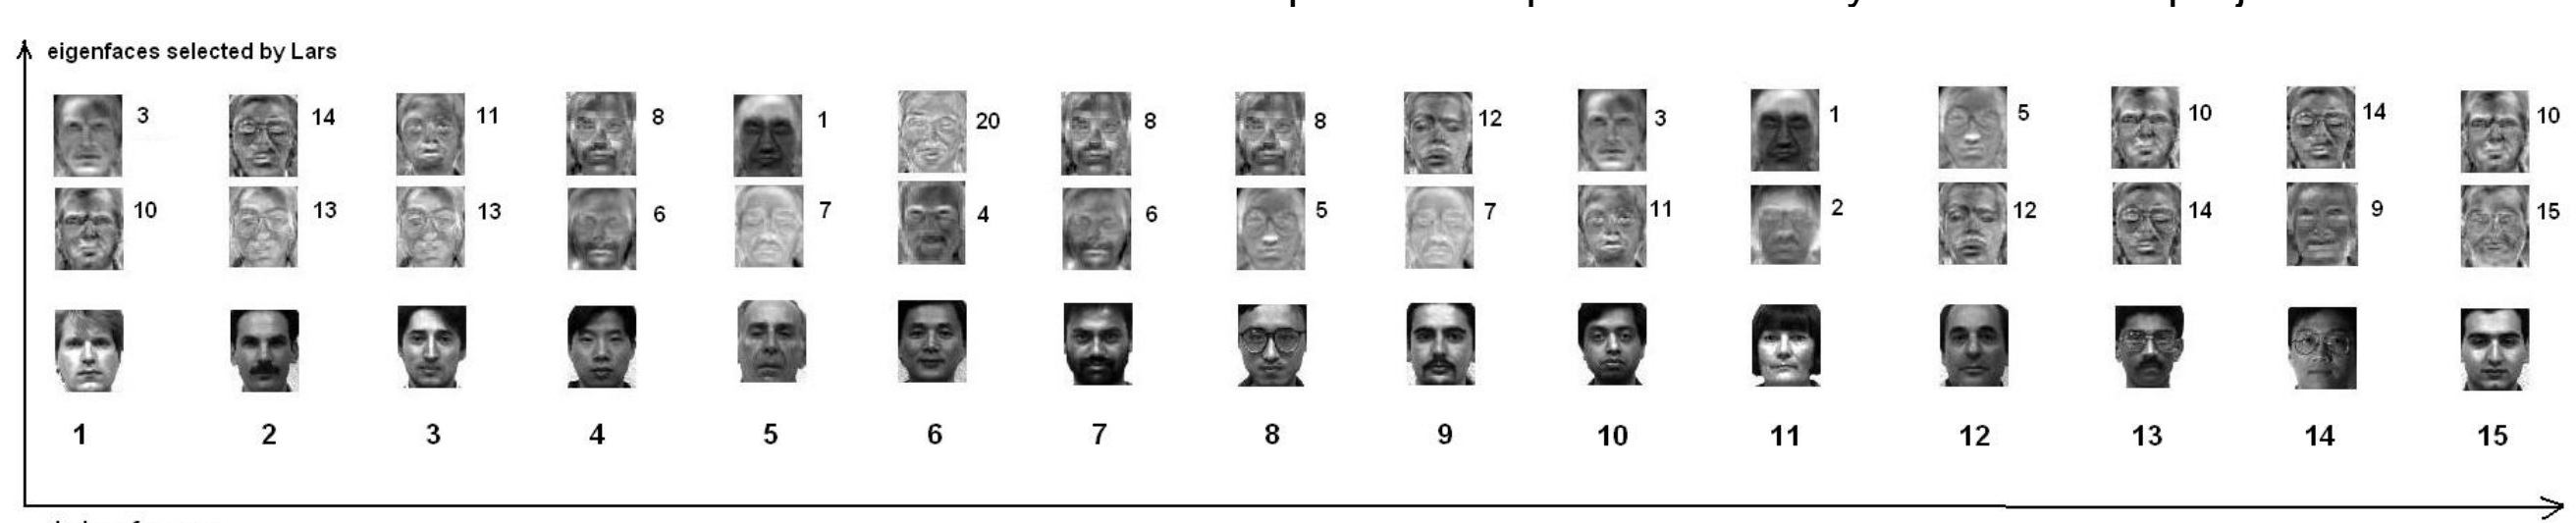 eigenfaces selected by Lars
3 14 11 8 1 20 8 8 12 3 1 5 10 14 10
10 13 13 6 7 4 6 5 7 11 2 12 14 9 15
1 2 3 4 5 6 7 8 9 10 11 12 13 14 15